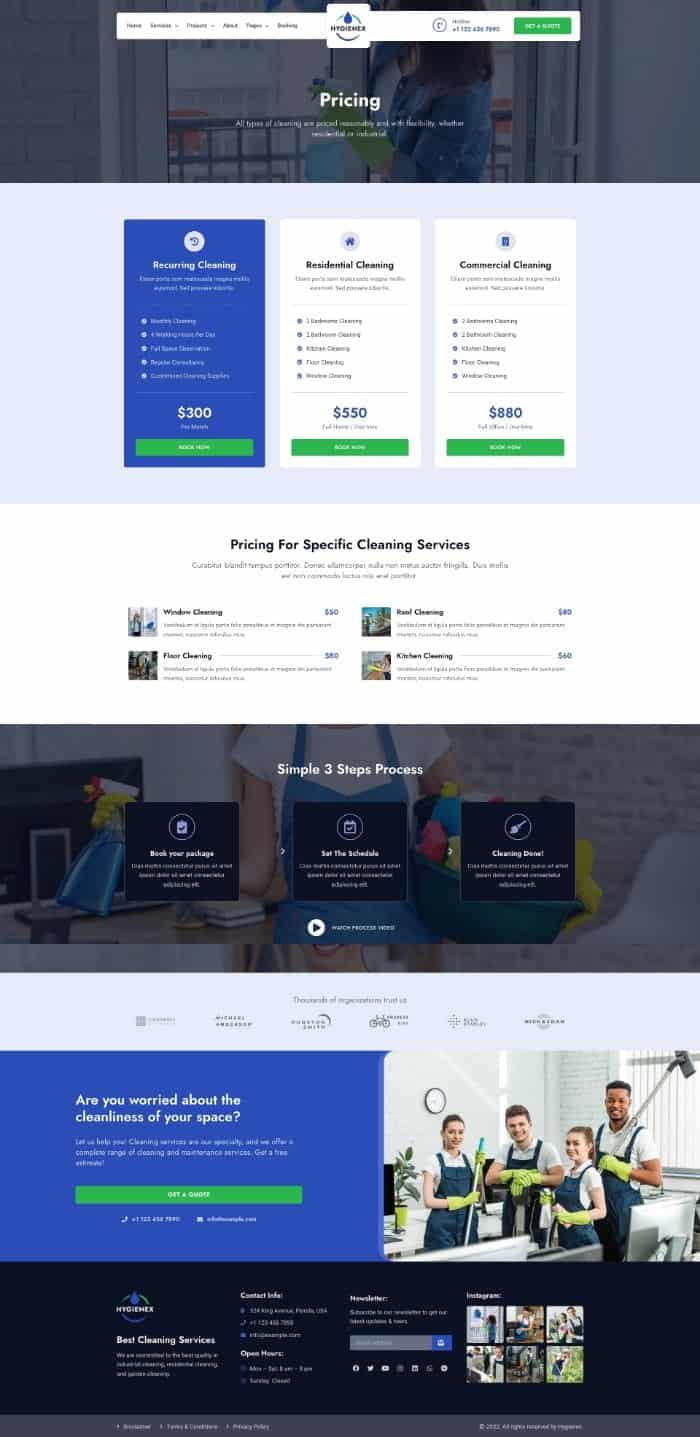 Home Services Projects About Pages Booking
HYGIENEX
Hotline
+1 123 456 7890
GET A QUOTE
Pricing
All types of cleaning are priced reasonably and with flexibility, whether
residential or industrial.
Recurring Cleaning
Etiam porta sem malesuada magna mollis
euismod. Sed posuere lobortis.
Monthly Cleaning
4 Working Hours Per Day
Full Space Observation
Regular Consultancy
Customized Cleaning Supplies
$300
Per Month
BOOK NOW
Residential Cleaning
Etiam porta sem malesuada magna mollis
euismod. Sed posuere lobortis.
2 Bedrooms Cleaning
2 Bathroom Cleaning
Kitchen Cleaning
Floor Cleaning
Window Cleaning
$550
Full Home / One-time
BOOK NOW
Commercial Cleaning
Etiam porta sem malesuada magna mollis
euismod. Sed posuere lobortis.
2 Bedrooms Cleaning
2 Bathroom Cleaning
Kitchen Cleaning
Floor Cleaning
Window Cleaning
$880
Full Office / One-time
BOOK NOW
Pricing For Specific Cleaning Services
Curabitur blandit tempus porttitor. Donec ullamcorper nulla non metus auctor fringilla. Duis mollis
est non commodo luctus nisi erat porttitor.
Window Cleaning $50
Vestibulum id ligula porta felis penatibus et magnis dis parturient
montes, nascetur ridiculus mus.
Roof Cleaning $80
Vestibulum id ligula porta felis penatibus et magnis dis parturient
montes, nascetur ridiculus mus.
Floor Cleaning $80
Vestibulum id ligula porta felis penatibus et magnis dis parturient
montes, nascetur ridiculus mus.
Kitchen Cleaning $60
Vestibulum id ligula porta felis penatibus et magnis dis parturient
montes, nascetur ridiculus mus.
Simple 3 Steps Process
Book your package
Cras mattis consectetur purus sit amet
ipsum dolor sit amet consectetur
adipiscing elit.
Set The Schedule
Cras mattis consectetur purus sit amet
ipsum dolor sit amet consectetur
adipiscing elit.
Cleaning Done!
Cras mattis consectetur purus sit amet
ipsum dolor sit amet consectetur
adipiscing elit.
WATCH PROCESS VIDEO
Thousands of organizations trust us
MICHAEL
ANDERSON
DUNSTON
SMITH
BIKE
Are you worried about the
cleanliness of your space?
Let us help you! Cleaning services are our specialty, and we offer a
complete range of cleaning and maintenance services. Get a free
estimate!
GET A QUOTE
+1 123 456 7890 info@example.com
HYGIENEX
Best Cleaning Services
We are committed to the best quality in
industrial cleaning, residential cleaning,
and garden cleaning.
Contact Info:
324 King Avenue, Florida, USA
+1 123 456 7890
info@example.com
Open Hours:
Mon – Sat: 8 am – 5 pm
Sunday: Closed
Newsletter:
Subscribe to our newsletter to get our
latest updates & news.
Instagram:
Disclaimer Terms & Conditions Privacy Policy
© 2022. All rights reserved by Hygienex.